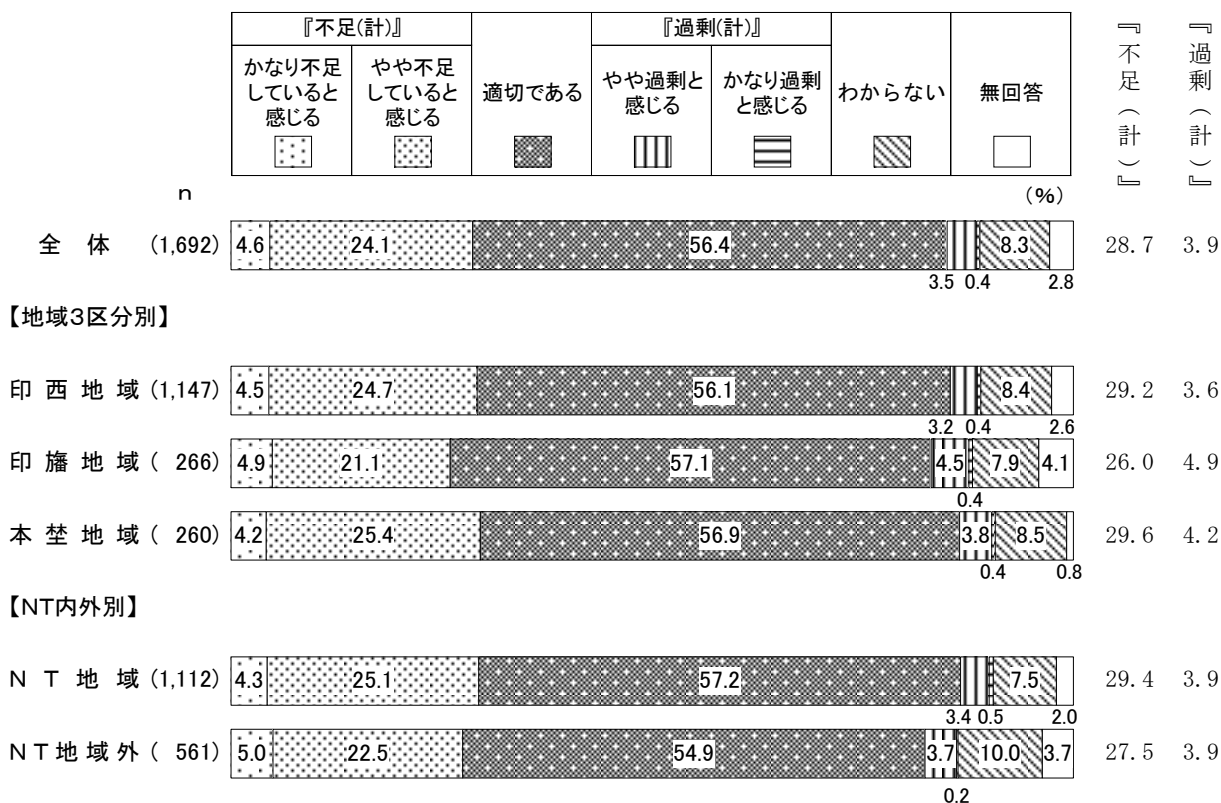 『不足(計)』 『過剰(計)』
かなり不足していると感じる やや不足していると感じる 適切である やや過剰と感じる かなり過剰と感じる わからない 無回答
『不足(計)』 『過剰(計)』
n (%)
全体 (1,692) 4.6 24.1 56.4 8.3 28.7 3.9
3.5 0.4 2.8
【地域3区分別】
印西地域 (1,147) 4.5 24.7 56.1 8.4 29.2 3.6
3.2 0.4 2.6
印旛地域 ( 266) 4.9 21.1 57.1 4.5 7.9 4.1 26.0 4.9
0.4
本埜地域 ( 260) 4.2 25.4 56.9 3.8 8.5 29.6 4.2
0.4 0.8
【NT内外別】
NT地域 (1,112) 4.3 25.1 57.2 7.5 29.4 3.9
3.4 0.5 2.0
NT地域外 ( 561) 5.0 22.5 54.9 3.7 10.0 3.7 27.5 3.9
0.2